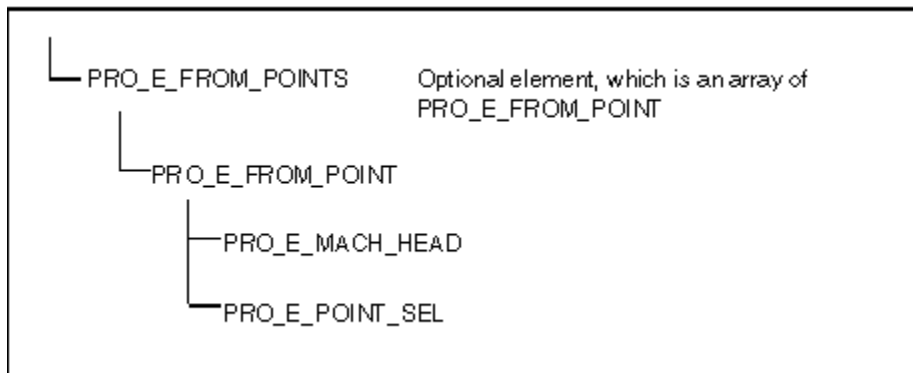 PRO_E_FROM_POINTS Optional element, which is an array of
PRO_E_FROM_POINT
PRO_E_FROM_POINT
PRO_E_MACH_HEAD
PRO_E_POINT_SEL